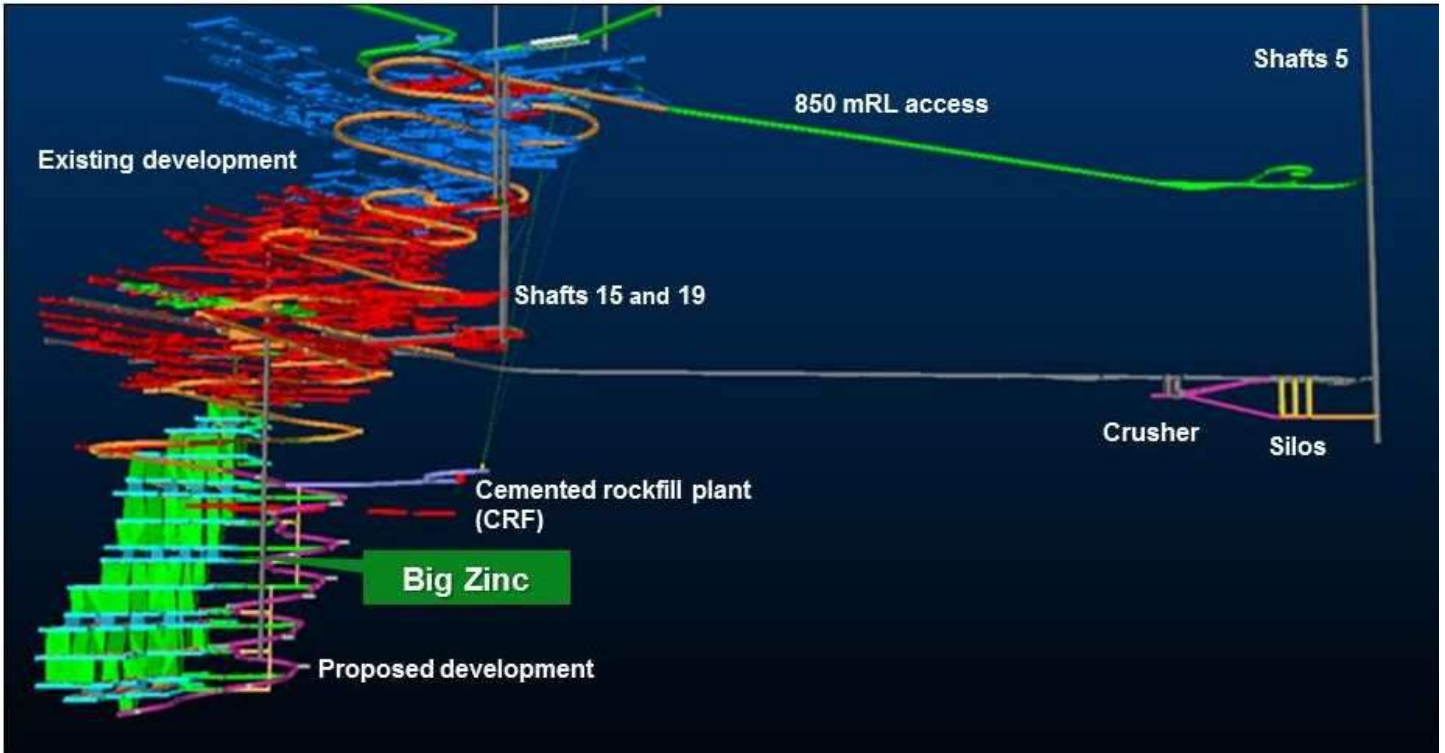 Shafts 5
850 mRL access
Existing development
Shafts 15 and 19
Crusher
Silos
Cemented rockfill plant
(CRF)
Big Zinc
Proposed development